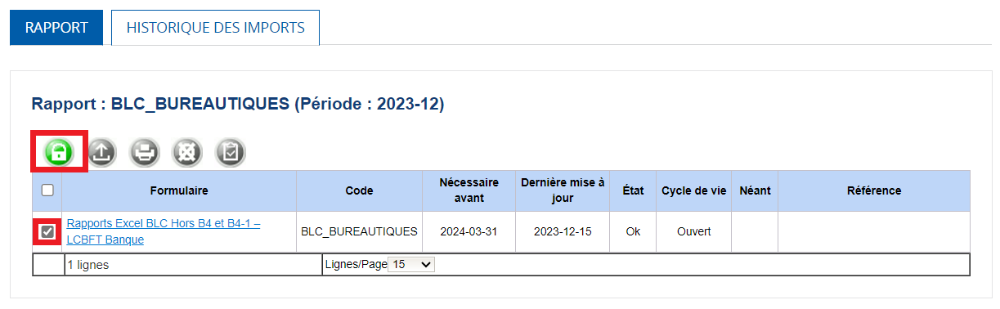 RAPPORT
HISTORIQUE DES IMPORTS
Rapport : BLC_BUREAUTIQUES (Période : 2023-12)
Formulaire
Code
Nécessaire
avant
Dernière mise à
jour
État
Cycle de vie
Néant
Référence
Rapports Excel BLC Hors B4 et B4-1 –
LCBFT Banque
BLC_BUREAUTIQUES
2024-03-31
2023-12-15
Ok
Ouvert
1 lignes
Lignes/Page 15